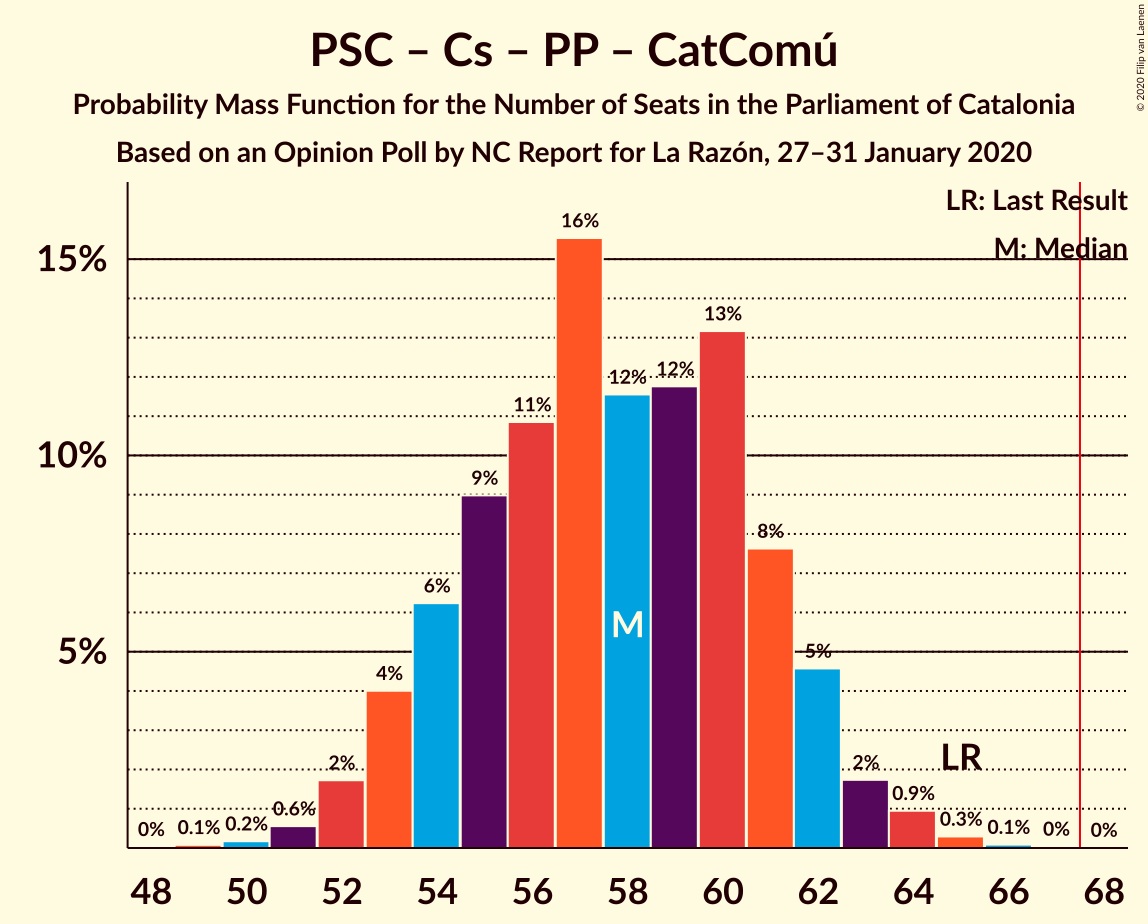 PSC – Cs – PP – CatComú
Probability Mass Function for the Number of Seats in the Parliament of Catalonia
Based on an Opinion Poll by NC Report for La Razón, 27–31 January 2020
© 2020 Filip van Laenen
LR: Last Result
M: Median
15%
10%
5%
0%
0.1%
0.2%
0.6%
2%
4%
6%
9%
11%
16%
12%
12%
13%
8%
5%
2%
0.9%
0.3%
0.1%
0%
0%
M
LR
48 50 52 54 56 58 60 62 64 66 68